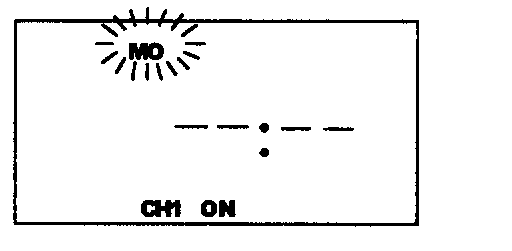 MO
-- -- : -- --
CH1 ON